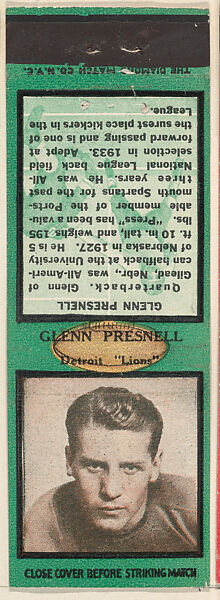 THE DIAMOND MATCH CO. N.Y.C.
GLENN PRESNELL
Quarterback. Glenn of
Gilead, Nebr., was All-Ameri-
can halfback at the University
of Nebraska in 1927. He is 5
ft. 10 in. tall, and weighs 195
lbs. "Press" has been a valu-
able member of the Ports-
mouth Spartans for the past
three years. He was All-
National League back field
selection in 1933. Adept at
forward passing and is one of
the surest place kickers in the
League.
GLENN PRESNELL
Detroit "Lions"
CLOSE COVER BEFORE STRIKING MATCH